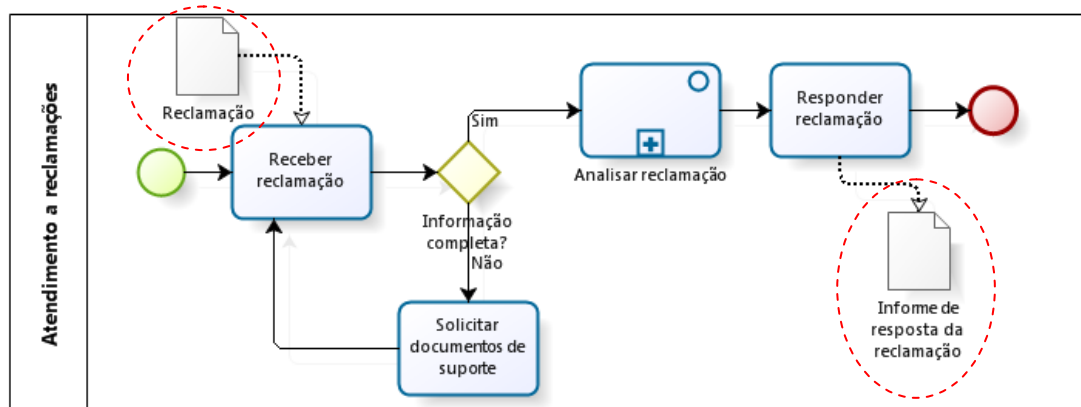 Atendimento a reclamações
Reclamação
Receber
reclamação
Sim
Informação
completa?
Não
Solicitar
documentos de
suporte
Analisar reclamação
Responder
reclamação
Informe de
resposta da
reclamação